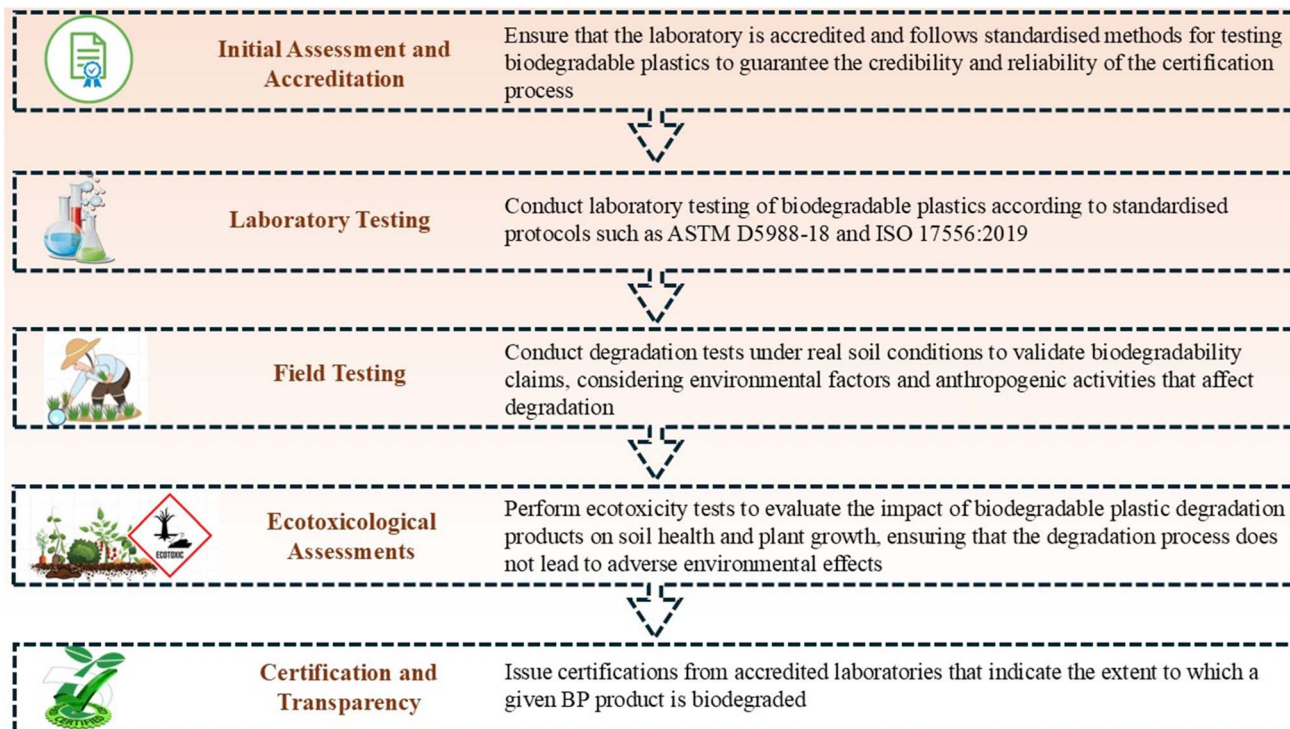 Initial Assessment and
Accreditation
Ensure that the laboratory is accredited and follows standardised methods for testing
biodegradable plastics to guarantee the credibility and reliability of the certification
process
Laboratory Testing
Conduct laboratory testing of biodegradable plastics according to standardised
protocols such as ASTM D5988-18 and ISO 17556:2019
Field Testing
Conduct degradation tests under real soil conditions to validate biodegradability
claims, considering environmental factors and anthropogenic activities that affect
degradation
ECOTOXIC
Ecotoxicological
Assessments
Perform ecotoxicity tests to evaluate the impact of biodegradable plastic degradation
products on soil health and plant growth, ensuring that the degradation process does
not lead to adverse environmental effects
CERTIFIED
Certification and
Transparency
Issue certifications from accredited laboratories that indicate the extent to which a
given BP product is biodegraded